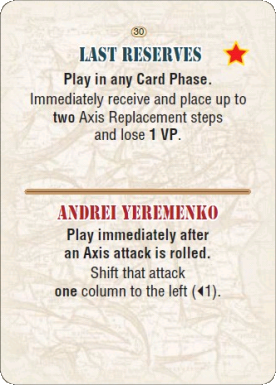 30
LAST RESERVES
Play in any Card Phase.
Immediately receive and place up to
two Axis Replacement steps
and lose 1 VP.
ANDREI YEREMENKO
Play immediately after
an Axis attack is rolled.
Shift that attack
one column to the left (◀1).